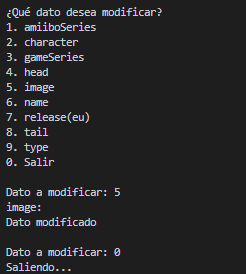 ¿Qué dato desea modificar?
1. amiiboSeries
2. character
3. gameSeries
4. head
5. image
6. name
7. release(eu)
8. tail
9. type
0. Salir
Dato a modificar: 5
image:
Dato modificado
Dato a modificar: 0
Saliendo...